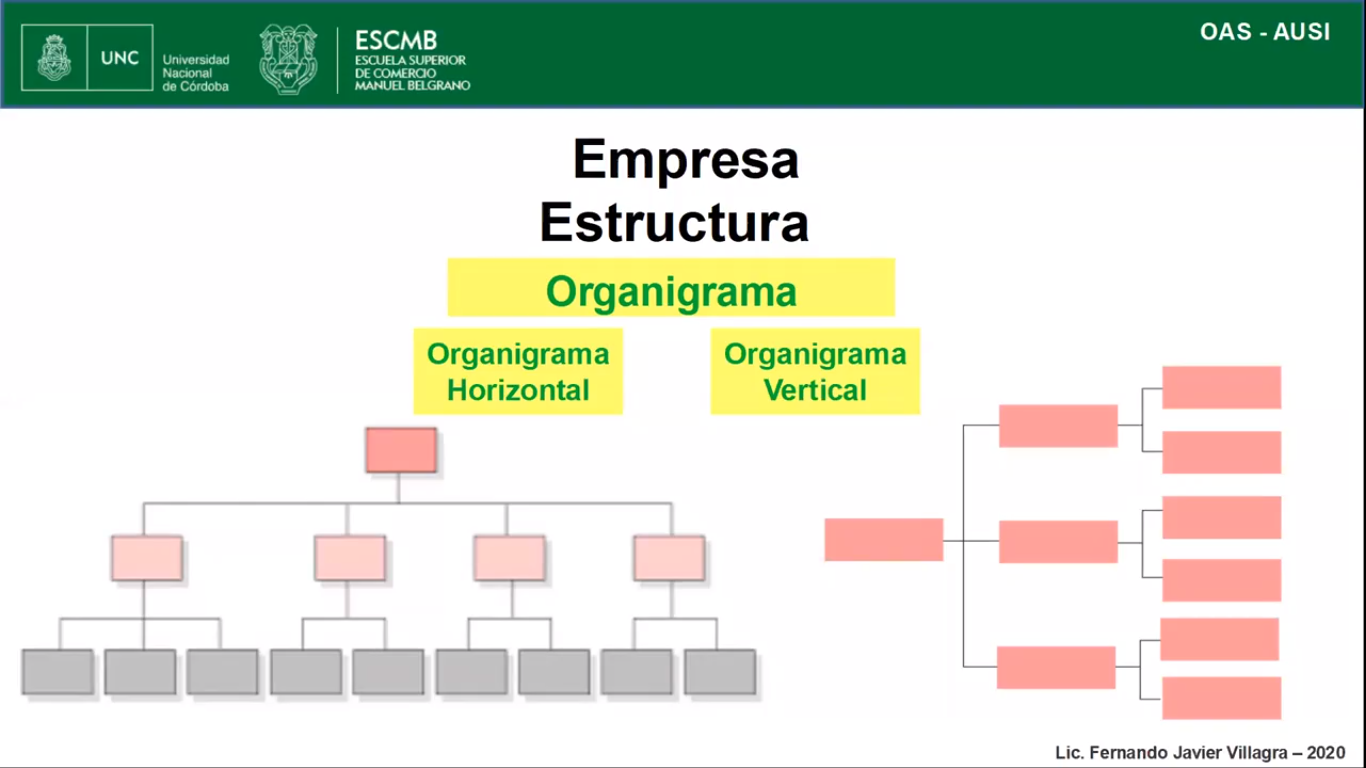 UNC
Universidad
Nacional
de Córdoba
ESCMB
ESCUELA SUPERIOR
DE COMERCIO
MANUEL BELGRANO
OAS - AUSI
Empresa
Estructura
Organigrama
Organigrama
Horizontal
Organigrama
Vertical
Lic. Fernando Javier Villagra – 2020